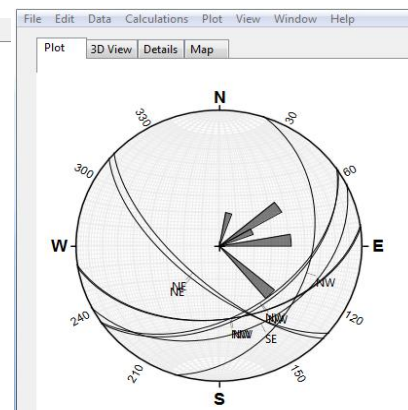 File Edit Data Calculations Plot View Window Help
Plot 3D View Details Map
N
330 30
300 60
W E
NE
NE
NW
240 120
NW
SE
210 150
S